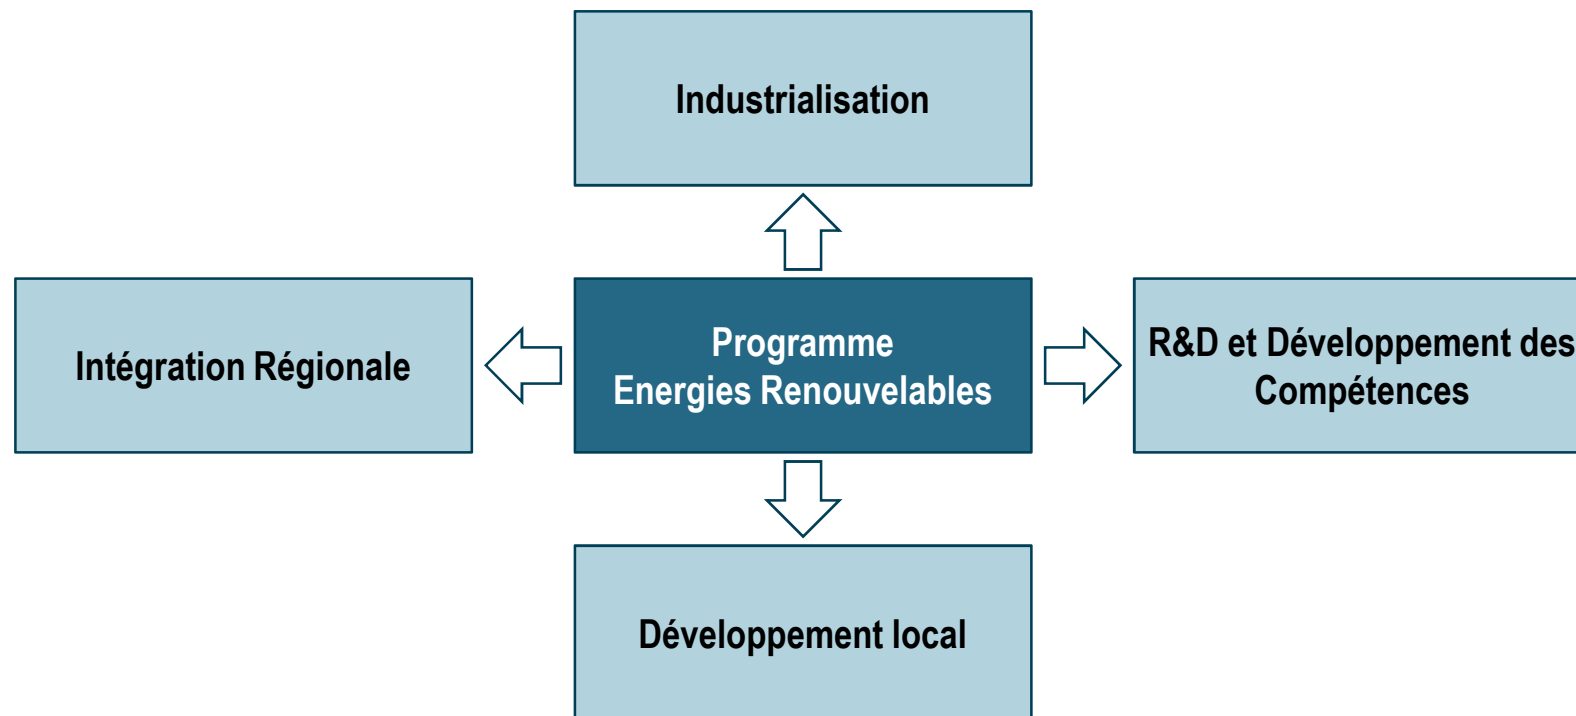 Industrialisation
Intégration Régionale
Programme
Energies Renouvelables
R&D et Développement des
Compétences
Développement local